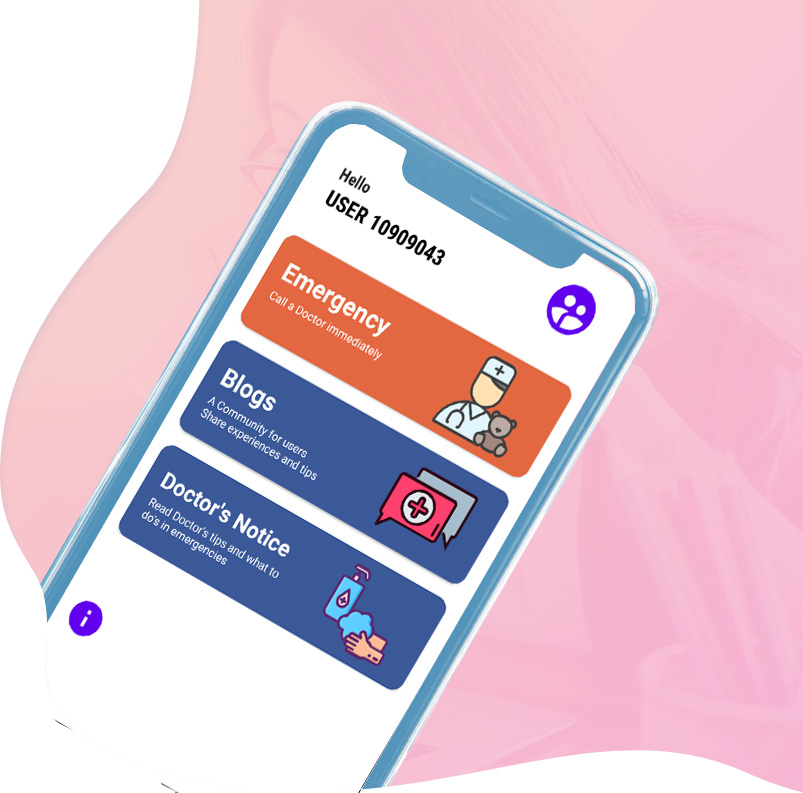 Hello
USER 10909043
Emergency
Call a Doctor immediately
Blogs
A Community for users
Share experiences and tips
Doctor's Notice
Read Doctor's tips and what to
do's in emergencies
i